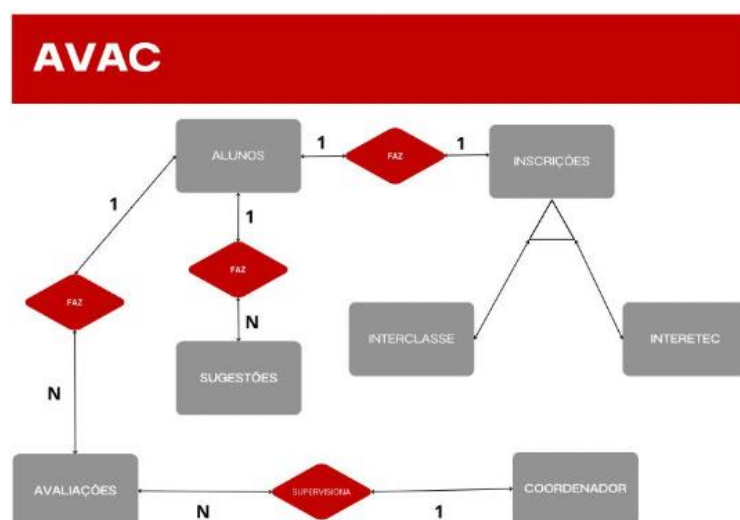 AVAC
ALUNOS
1
FAZ
1
INSCRIÇÕES
1
1
FAZ
FAZ
N
INTERCLASSE
INTERETEC
SUGESTÕES
N
AVALIAÇÕES
N
SUPERVISIONA
1
COORDENADOR